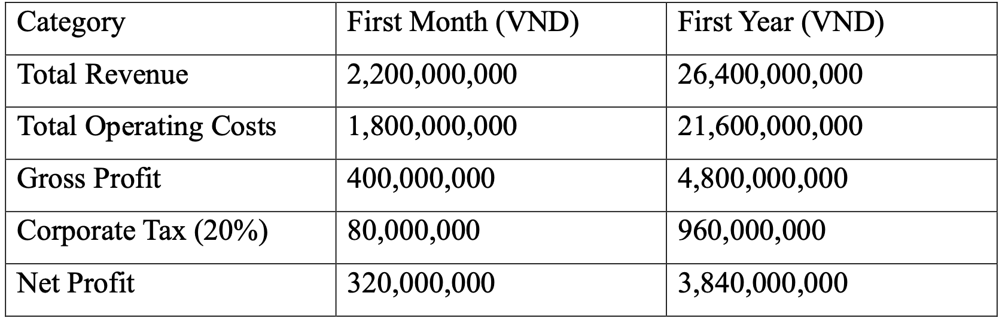 Category First Month (VND) First Year (VND)
Total Revenue 2,200,000,000 26,400,000,000
Total Operating Costs 1,800,000,000 21,600,000,000
Gross Profit 400,000,000 4,800,000,000
Corporate Tax (20%) 80,000,000 960,000,000
Net Profit 320,000,000 3,840,000,000